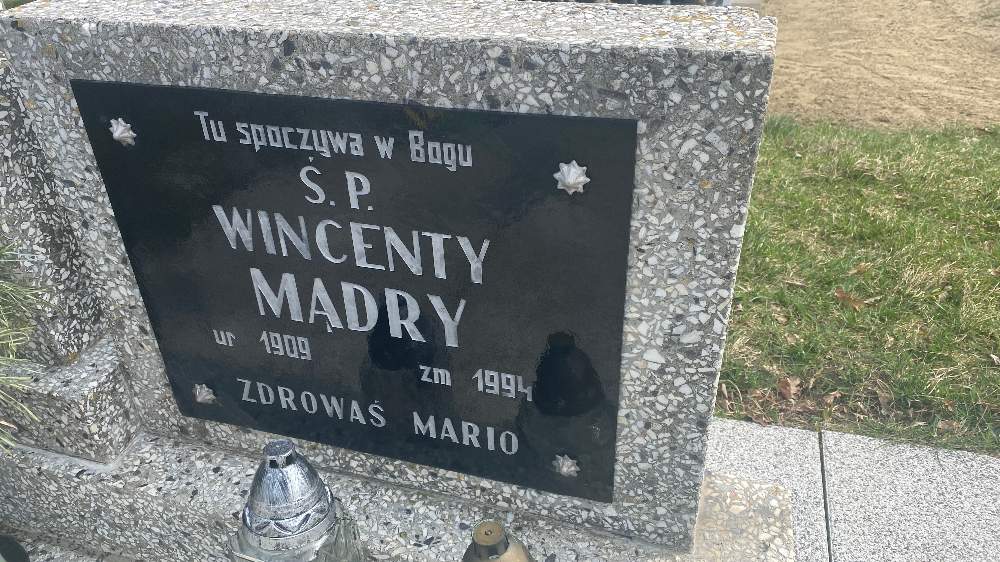 Tu spoczywa w Bogu
Ś.P.
WINCENTY
MĄDRY
ur 1909
zm 1994
ZDROWAŚ MARIO